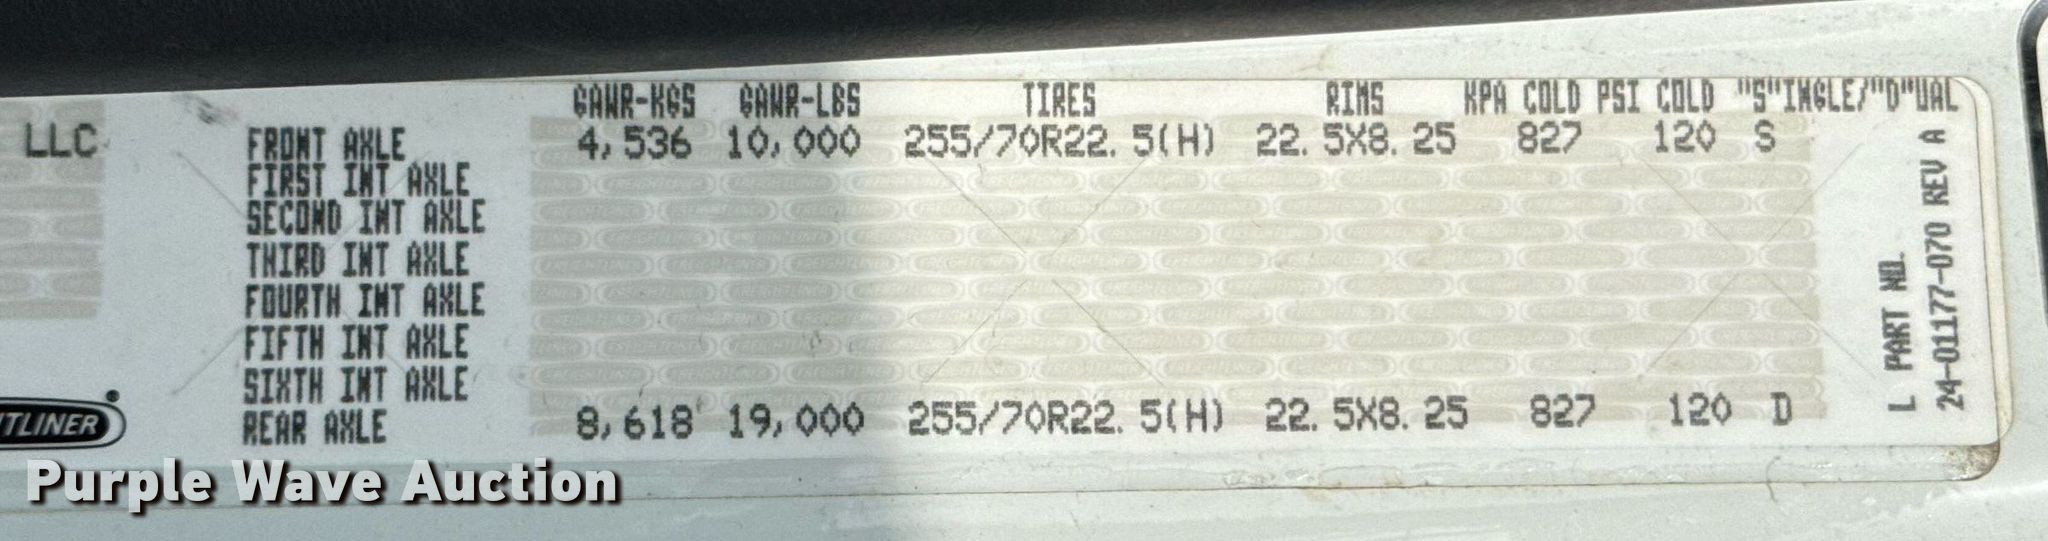 GAWR-KGS GAWR-LBS TIRES RIMS KPA COLD PSI COLD "S"INGLE/"D"UAL
LLC
FRONT AXLE 4,536 10,000 255/70R22.5(H) 22.5X8.25 827 120 S
FIRST INT AXLE
SECOND INT AXLE
THIRD INT AXLE
FOURTH INT AXLE
FIFTH INT AXLE
SIXTH INT AXLE
REAR AXLE 8,618 19,000 255/70R22.5(H) 22.5X8.25 827 120 D
L PART NO.
24-01177-070 REV A
TLINER®
Purple Wave Auction